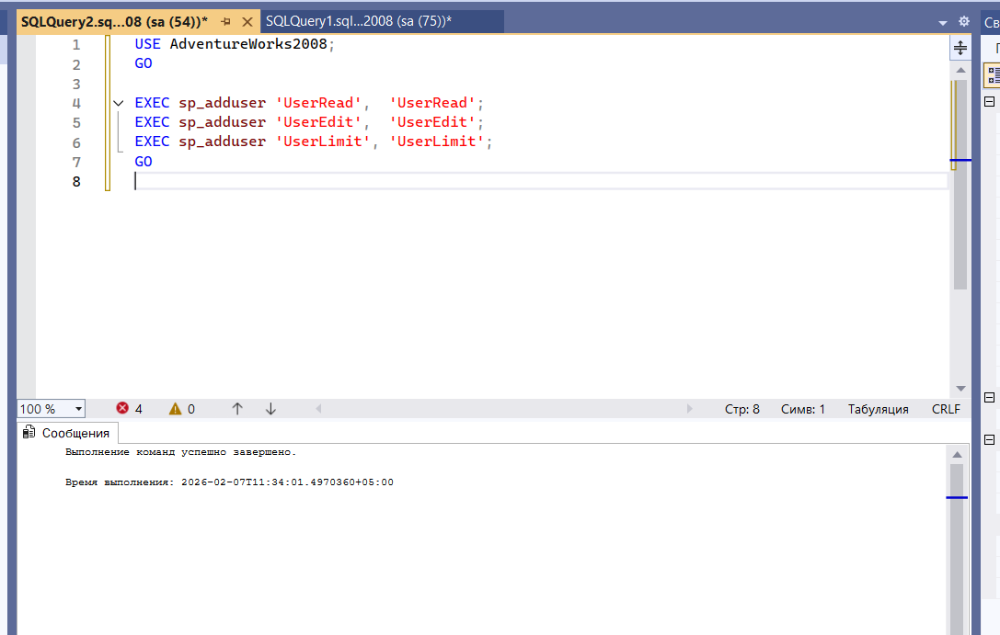 SQLQuery2.sq...08 (sa (54))*
SQLQuery1.sql...2008 (sa (75))*
Св
1 USE AdventureWorks2008;
2 GO
3
4 EXEC sp_adduser 'UserRead', 'UserRead';
5 EXEC sp_adduser 'UserEdit', 'UserEdit';
6 EXEC sp_adduser 'UserLimit', 'UserLimit';
7 GO
8
100 % 4 0 Стр: 8 Симв: 1 Табуляция CRLF
Сообщения
Выполнение команд успешно завершено.
Время выполнения: 2026-02-07T11:34:01.4970360+05:00